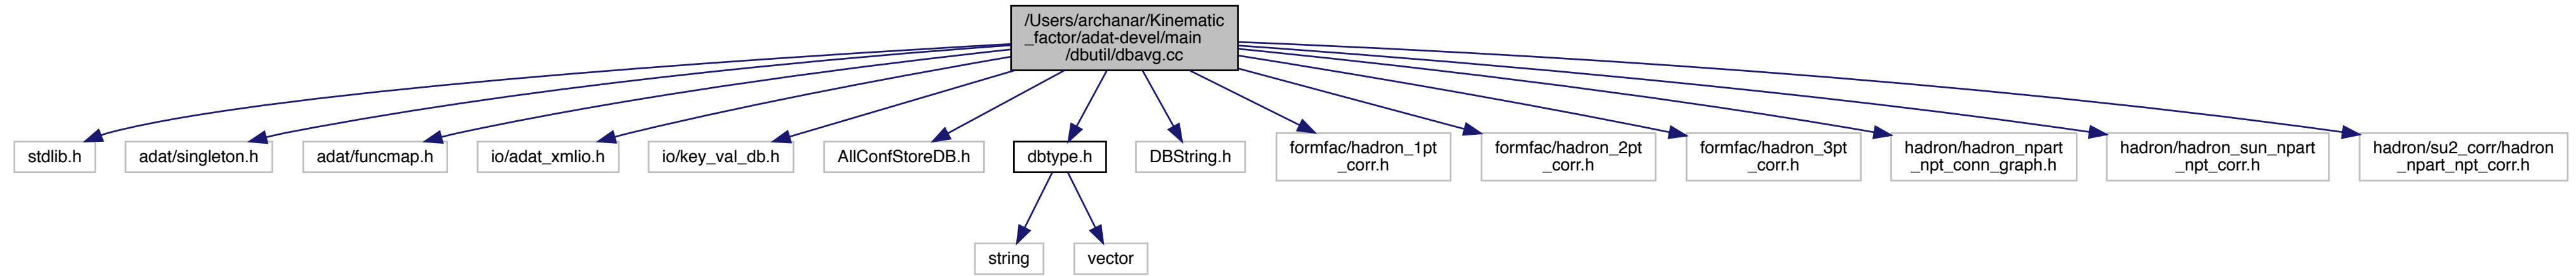 /Users/archanar/Kinematic
_factor/adat-devel/main
/dbutil/dbavg.cc
stdlib.h
adat/singleton.h
adat/funcmap.h
io/adat_xmlio.h
io/key_val_db.h
AllConfStoreDB.h
dbtype.h
DBString.h
formfac/hadron_1pt
_corr.h
formfac/hadron_2pt
_corr.h
formfac/hadron_3pt
_corr.h
hadron/hadron_npart
_npt_conn_graph.h
hadron/hadron_sun_npart
_npt_corr.h
hadron/su2_corr/hadron
_npart_npt_corr.h
string
vector